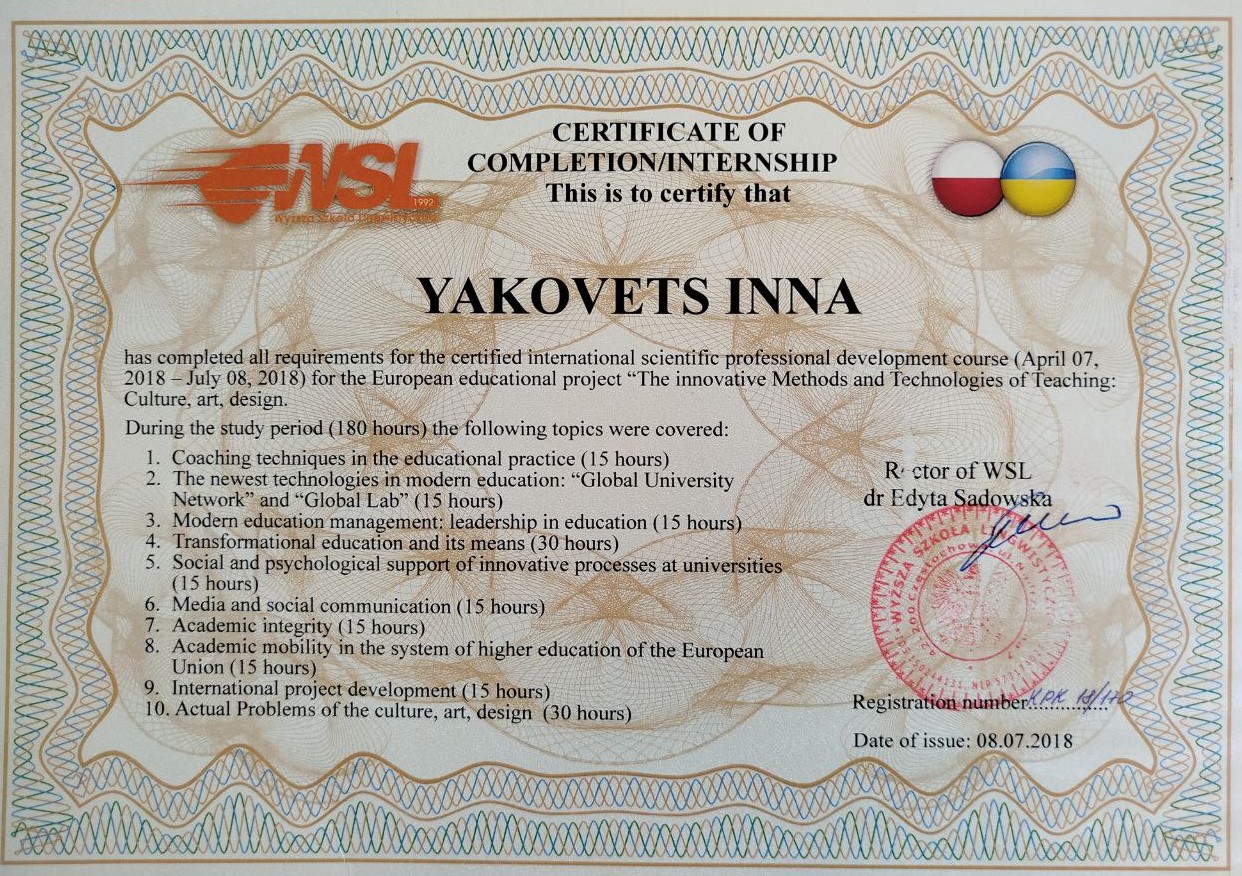 WSL
1992
Wyższa Szkoła Lingwistyczna
CERTIFICATE OF
COMPLETION/INTERNSHIP
This is to certify that
YAKOVETS INNA
has completed all requirements for the certified international scientific professional development course (April 07,
2018 – July 08, 2018) for the European educational project “The innovative Methods and Technologies of Teaching:
Culture, art, design.
During the study period (180 hours) the following topics were covered:
1. Coaching techniques in the educational practice (15 hours)
2. The newest technologies in modern education: “Global University
Network” and “Global Lab” (15 hours)
3. Modern education management: leadership in education (15 hours)
4. Transformational education and its means (30 hours)
5. Social and psychological support of innovative processes at universities
(15 hours)
6. Media and social communication (15 hours)
7. Academic integrity (15 hours)
8. Academic mobility in the system of higher education of the European
Union (15 hours)
9. International project development (15 hours)
10. Actual Problems of the culture, art, design (30 hours)
Rector of WSL
dr Edyta Sadowska
WYŻSZA SZKOŁA LINGWISTYCZNA
Registration number
Date of issue: 08.07.2018